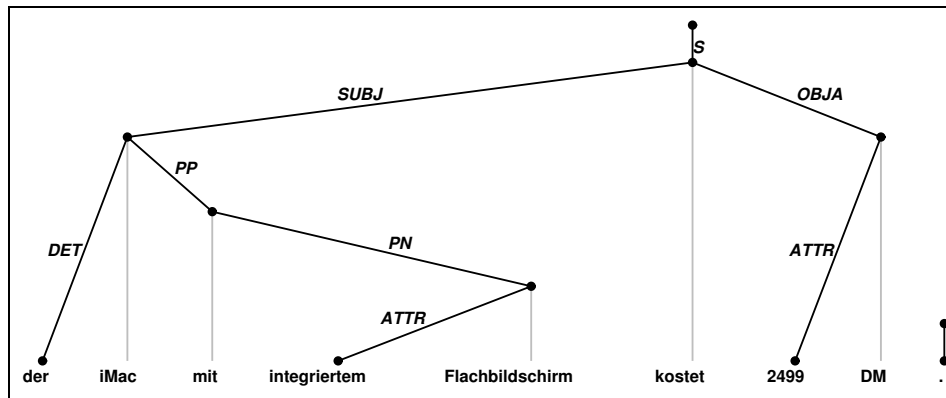 S
SUBJ OBJA
PP
DET PN ATTR
ATTR
der iMac mit integriertem Flachbildschirm kostet 2499 DM .